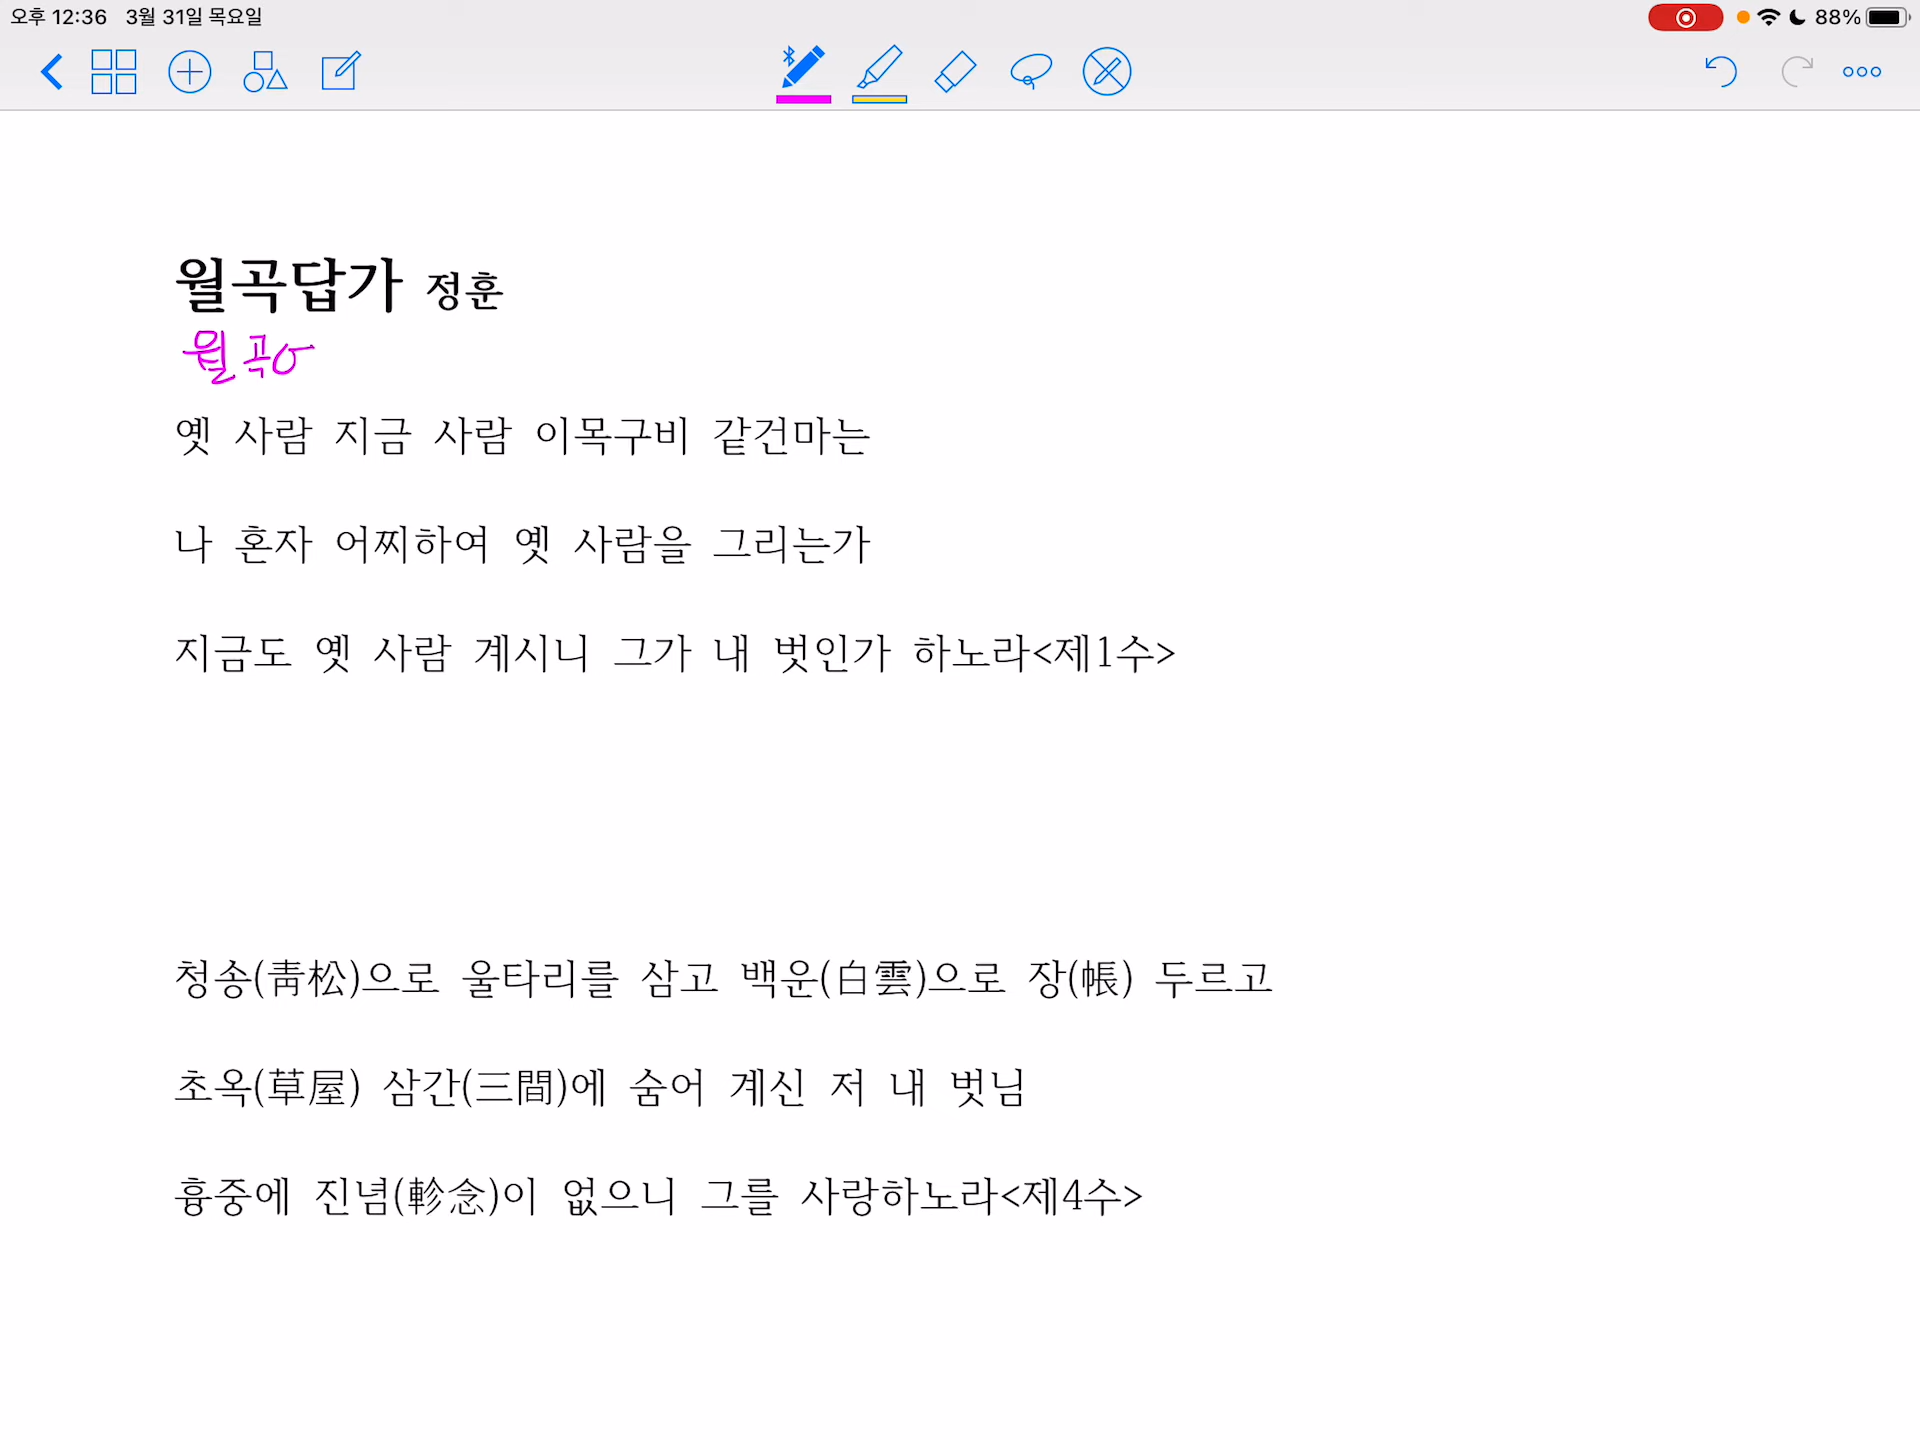 오후 12:36 3월 31일 목요일 88%
월곡답가 정훈
월곡
옛 사람 지금 사람 이목구비 같건마는
나 혼자 어찌하여 옛 사람을 그리는가
지금도 옛 사람 계시니 그가 내 벗인가 하노라<제1수>
청송(靑松)으로 울타리를 삼고 백운(白雲)으로 장(帳) 두르고
초옥(草屋) 삼간(三間)에 숨어 계신 저 내 벗님
흉중에 진념(軫念)이 없으니 그를 사랑하노라<제4수>